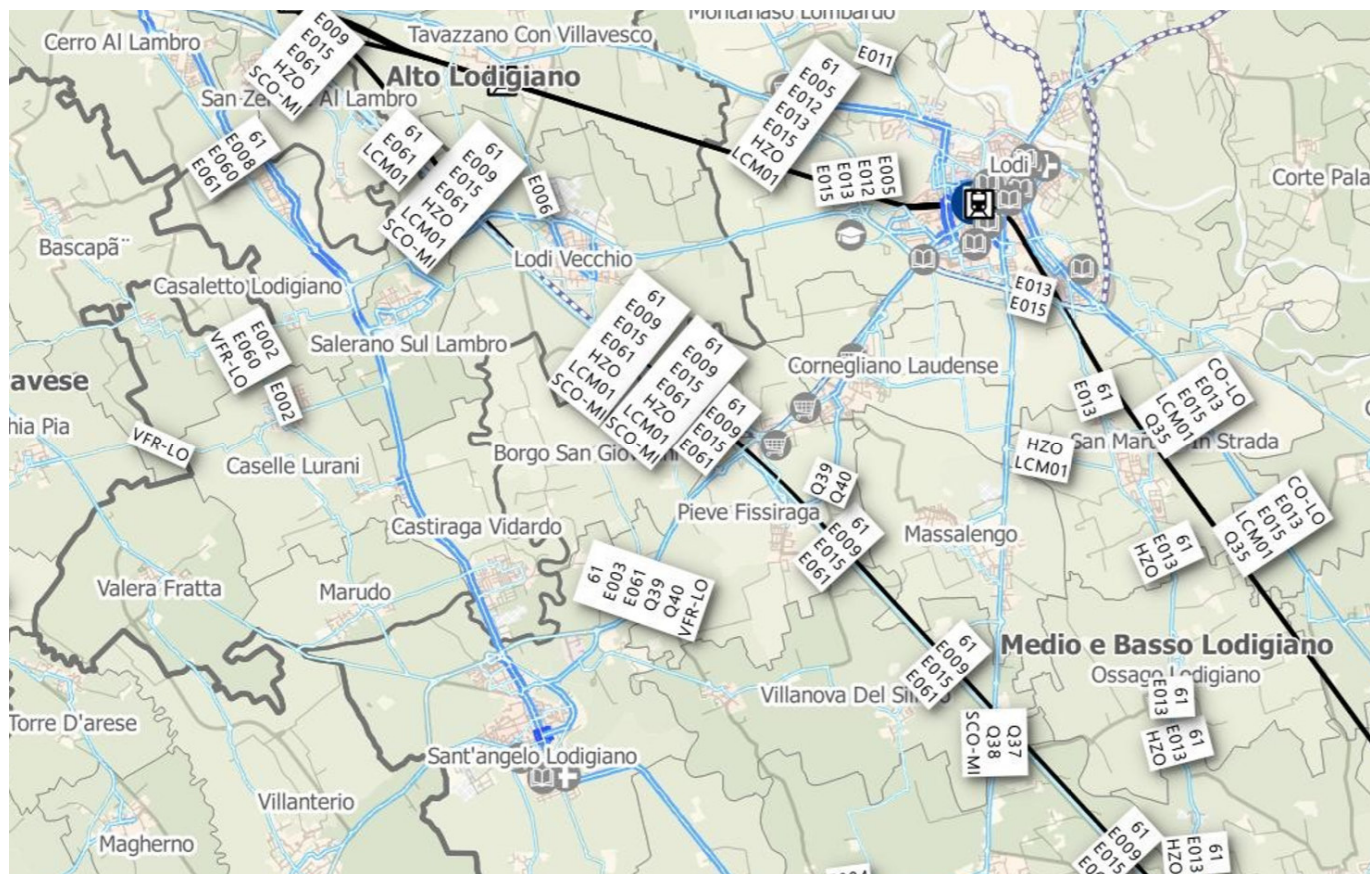 Montanaso Lombardo
Cerro Al Lambro
Tavazzano Con Villavesco
E009
E015
E061
HZO
SCO-MI
Alto Lodigiano
61
E005
E012
E013
E015
HZO
LCM01
E011
San Ze Al Lambro
61
E008
E060
E061
61
E061
LCM01
61
E009
E015
E061
HZO
LCM01
SCO-MI
E006
E005
E012
E013
E015
Lodi
Corte Pala
Bascapã¨
Lodi Vecchio
Casaletto Lodigiano
E013
E015
Salerano Sul Lambro
E002
E060
VFR-LO
E002
61
E009
E015
E061
HZO
LCM01
SCO-MI
61
E009
E015
E061
HZO
LCM01
SCO-MI
61
E009
E015
E061
Cornegliano Laudense
avese
hia Pia
VFR-LO
Caselle Lurani
Borgo San Gio
61
E013
CO-LO
E013
E015
LCM01
Q35
HZO
LCM01
San Mar In Strada
Q39
Q40
Castiraga Vidardo
Pieve Fissiraga
Massalengo
61
E009
E015
E061
CO-LO
E013
E015
LCM01
Q35
61
E013
HZO
Valera Fratta
Marudo
61
E003
E061
Q39
Q40
VFR-LO
61
E009
E015
E061
Medio e Basso Lodigiano
Ossago Lodigiano
Villanova Del Sil
61
E013
Torre D'arese
Q37
Q38
SCO-MI
61
E013
HZO
Sant'angelo Lodigiano
Villanterio
Magherno
61
E009
E015
61
E013
HZO